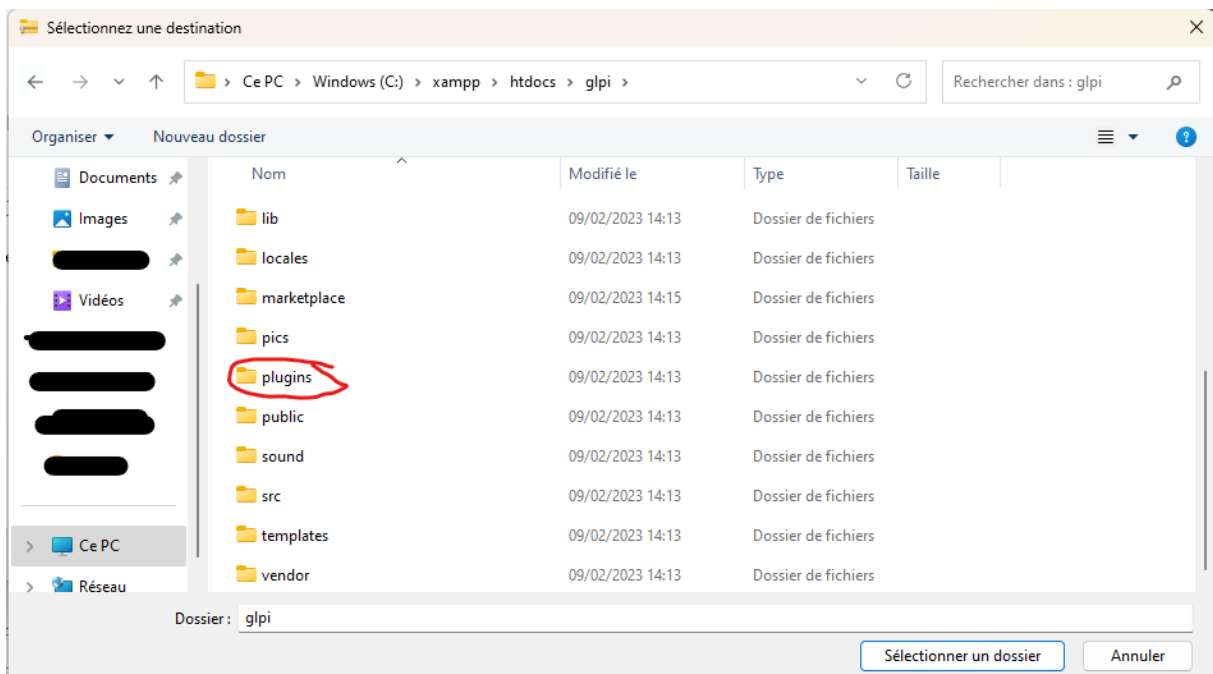 Sélectionnez une destination
Ce PC > Windows (C:) > xampp > htdocs > glpi >
Rechercher dans : glpi
Organiser
Nouveau dossier
Nom Modifié le Type Taille
Documents
Images
Vidéos
Ce PC
Réseau
lib 09/02/2023 14:13 Dossier de fichiers
locales 09/02/2023 14:13 Dossier de fichiers
marketplace 09/02/2023 14:15 Dossier de fichiers
pics 09/02/2023 14:13 Dossier de fichiers
plugins 09/02/2023 14:13 Dossier de fichiers
public 09/02/2023 14:13 Dossier de fichiers
sound 09/02/2023 14:13 Dossier de fichiers
src 09/02/2023 14:13 Dossier de fichiers
templates 09/02/2023 14:13 Dossier de fichiers
vendor 09/02/2023 14:13 Dossier de fichiers
Dossier : glpi
Sélectionner un dossier
Annuler